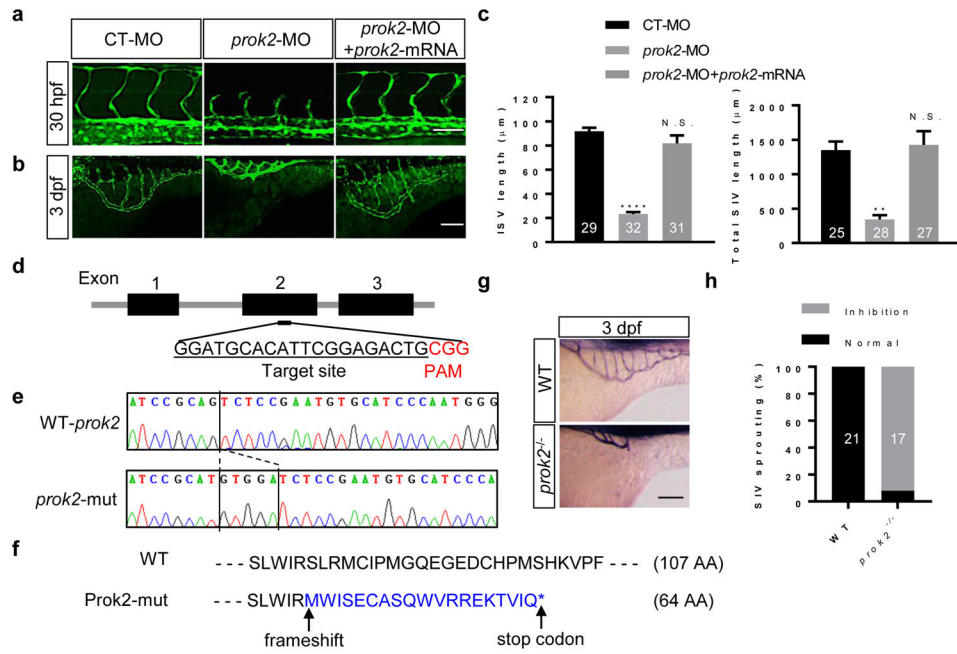 a
CT-MO
prok2-MO
prok2-MO
+prok2-mRNA
30 hpf
b
3 dpf
c
CT-MO
prok2-MO
prok2-MO+prok2-mRNA
ISV length (μm)
120
90
60
40
20
0
N.S.
****
29
32
31
Total SIV length (μm)
2000
1500
1000
500
0
N.S.
**
25
28
27
d
Exon
1
2
3
GGATGCACATTCGGAGACTGCGG
Target site
PAM
e
WT-prok2
ATCCGCAGTCTCCGAATGTGCATCCCAATGGG
prok2-mut
ATCCGCATGTGGATCTCCGAATGTGCATCCCA
f
WT
--- SLWIRSLRMCIPMGQEGEDCHPMSHKVPF ---
(107 AA)
Prok2-mut
--- SLWIRMWISECASQWVRREKTVIQ*
(64 AA)
frameshift
stop codon
g
3 dpf
WT
prok2-/-
h
Inhibition
Normal
SIV sprouting (%)
100
80
60
40
20
0
21
17
WT
prok2-/-